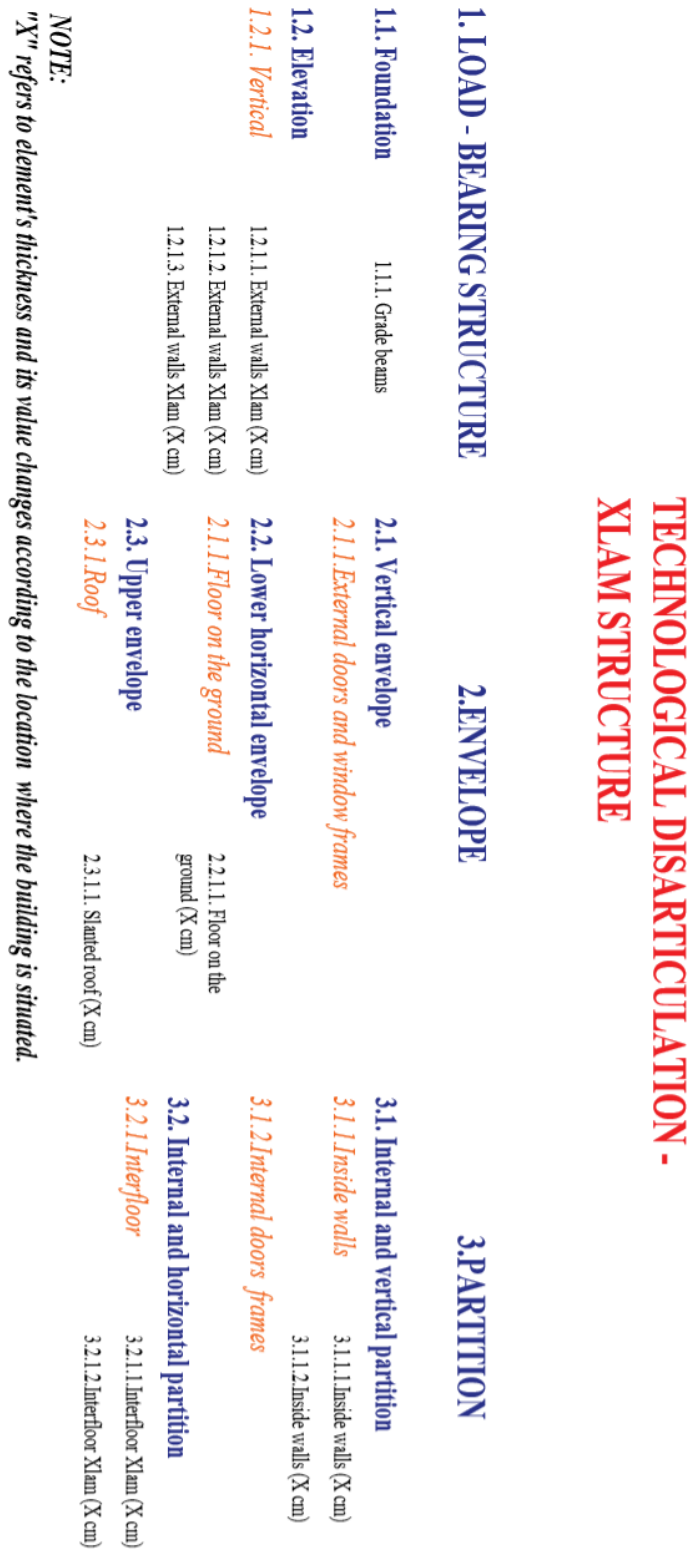 TECHNOLOGICAL DISARTICULATION -
XLAM STRUCTURE
1. LOAD - BEARING STRUCTURE
1.1. Foundation
1.1.1. Grade beams
1.2. Elevation
1.2.1. Vertical
1.2.1.1. External walls Xlam (X cm)
1.2.1.2. External walls Xlam (X cm)
1.2.1.3. External walls Xlam (X cm)
2.ENVELOPE
2.1. Vertical envelope
2.1.1.External doors and window frames
2.2. Lower horizontal envelope
2.1.1.Floor on the ground
2.2.1.1. Floor on the
ground (X cm)
2.3. Upper envelope
2.3.1.Roof
2.3.1.1. Slanted roof (X cm)
3.PARTITION
3.1. Internal and vertical partition
3.1.1.Inside walls
3.1.1.1.Inside walls (X cm)
3.1.1.2.Inside walls (X cm)
3.1.2.Internal doors frames
3.2. Internal and horizontal partition
3.2.1.Interfloor
3.2.1.1.Interfloor Xlam (X cm)
3.2.1.2.Interfloor Xlam (X cm)
NOTE:
"X" refers to element's thickness and its value changes according to the location where the building is situated.